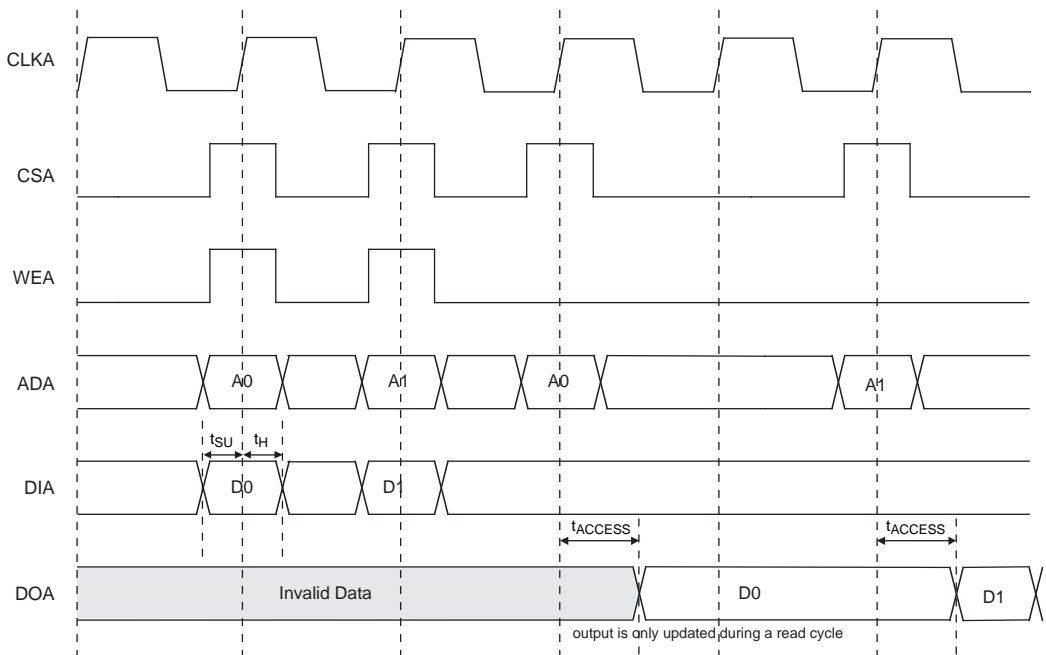 CLKA
CSA
WEA
ADA
A0
A1
A0
A1
tSU
tH
DIA
D0
D1
tACCESS
tACCESS
DOA
Invalid Data
D0
D1
output is only updated during a read cycle